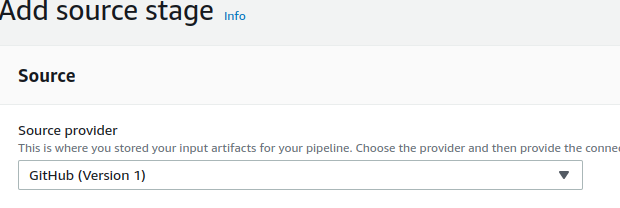 Add source stage Info
Source
Source provider
This is where you stored your input artifacts for your pipeline. Choose the provider and then provide the
GitHub (Version 1)